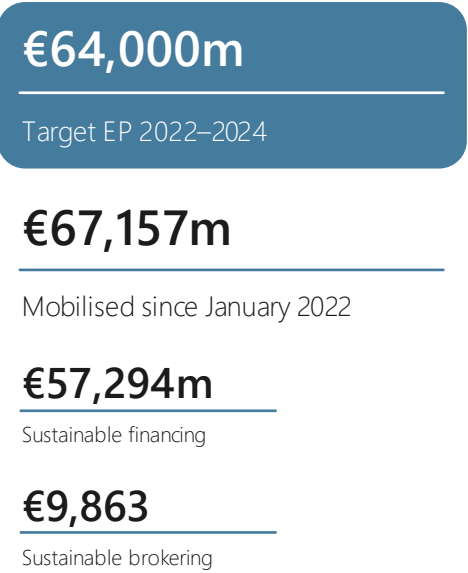 €64,000m
Target EP 2022–2024
€67,157m
Mobilised since January 2022
€57,294m
Sustainable financing
€9,863
Sustainable brokering